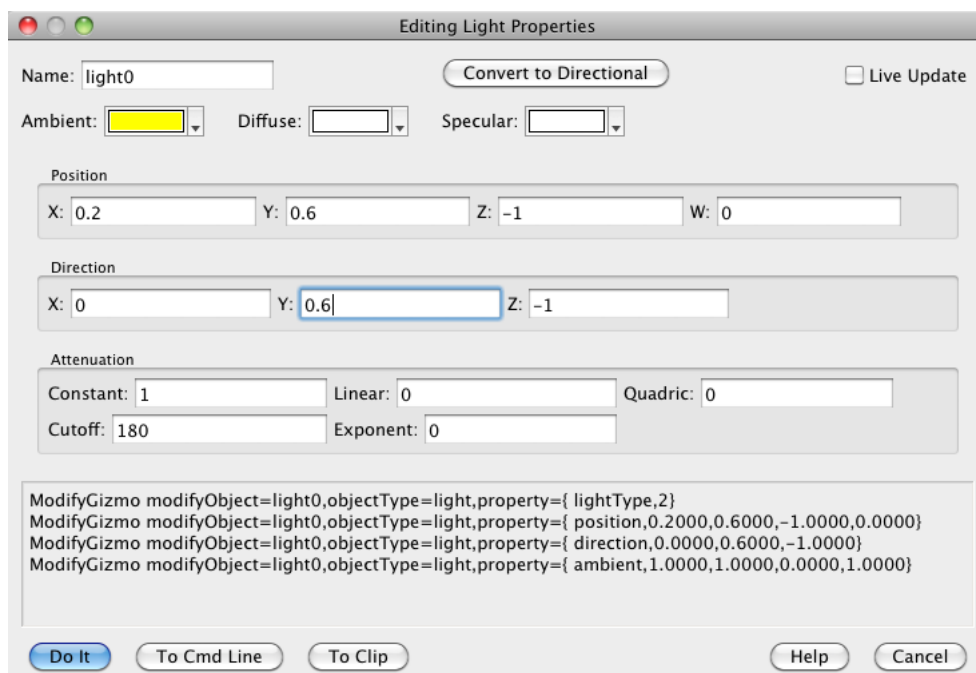 Editing Light Properties
Name: light0 Convert to Directional Live Update
Ambient: Diffuse: Specular:
Position
X: 0.2 Y: 0.6 Z: -1 W: 0
Direction
X: 0 Y: 0.6 Z: -1
Attenuation
Constant: 1 Linear: 0 Quadric: 0
Cutoff: 180 Exponent: 0
ModifyGizmo modifyObject=light0,objectType=light,property={ lightType,2}
ModifyGizmo modifyObject=light0,objectType=light,property={ position,0.2000,0.6000,-1.0000,0.0000}
ModifyGizmo modifyObject=light0,objectType=light,property={ direction,0.0000,0.6000,-1.0000}
ModifyGizmo modifyObject=light0,objectType=light,property={ ambient,1.0000,1.0000,0.0000,1.0000}
Do It To Cmd Line To Clip Help Cancel